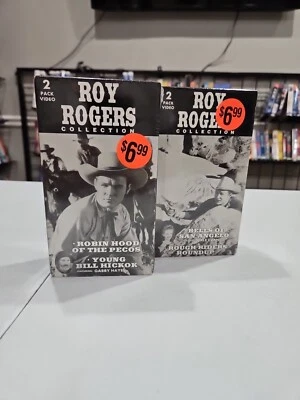 2
PACK
VIDEO
ROY
ROGERS
COLLECTION
$6.99
• ROBIN HOOD
OF THE PECOS
• YOUNG
BILL HICKOK
GABBY HAYES
2
PACK
VIDEO
ROY
ROGERS
COLLECTION
$6.99
BELLS OF
SAN ANGELO
ROUGH RIDERS
ROUNDUP